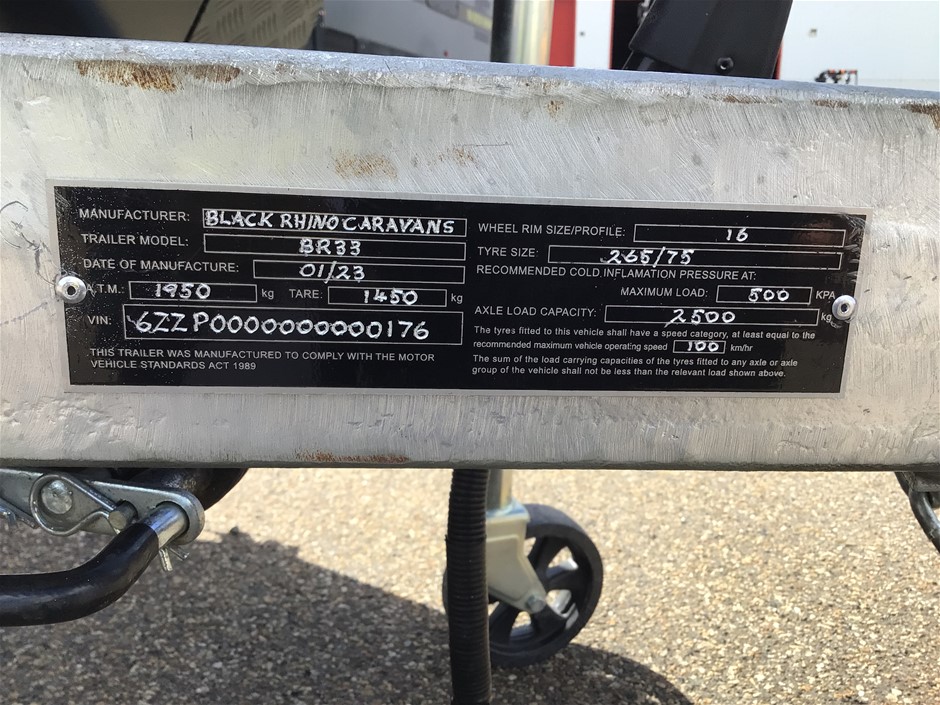 MANUFACTURER: BLACK RHINO CARAVANS
TRAILER MODEL: BR33
DATE OF MANUFACTURE: 01/23
A.T.M.: 1950 kg TARE: 1450 kg
VIN: 6ZZP0000000000176
THIS TRAILER WAS MANUFACTURED TO COMPLY WITH THE MOTOR
VEHICLE STANDARDS ACT 1989
WHEEL RIM SIZE/PROFILE: 16
TYRE SIZE: 265/75
RECOMMENDED COLD INFLAMATION PRESSURE AT:
MAXIMUM LOAD: 500 KPA
AXLE LOAD CAPACITY: 2500 kg
The tyres fitted to this vehicle shall have a speed category, at least equal to the
recommended maximum vehicle operating speed 100 km/hr
The sum of the load carrying capacities of the tyres fitted to any axle or axle
group of the vehicle shall not be less than the relevant load shown above.